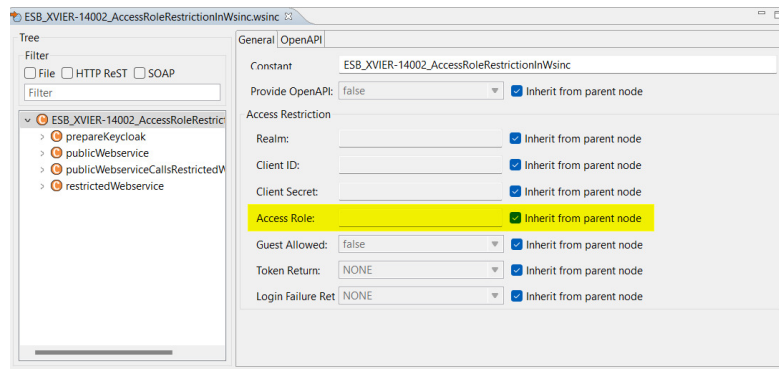 ESB_XVIER-14002_AccessRoleRestrictionInWsinc.wsinc
Tree
Filter
File HTTP ReST SOAP
Filter
ESB_XVIER-14002_AccessRoleRestrict
prepareKeycloak
publicWebservice
publicWebserviceCallsRestrictedW
restrictedWebservice
General OpenAPI
Constant ESB_XVIER-14002_AccessRoleRestrictionInWsinc
Provide OpenAPI: false Inherit from parent node
Access Restriction
Realm: Inherit from parent node
Client ID: Inherit from parent node
Client Secret: Inherit from parent node
Access Role: Inherit from parent node
Guest Allowed: false Inherit from parent node
Token Return: NONE Inherit from parent node
Login Failure Ret NONE Inherit from parent node